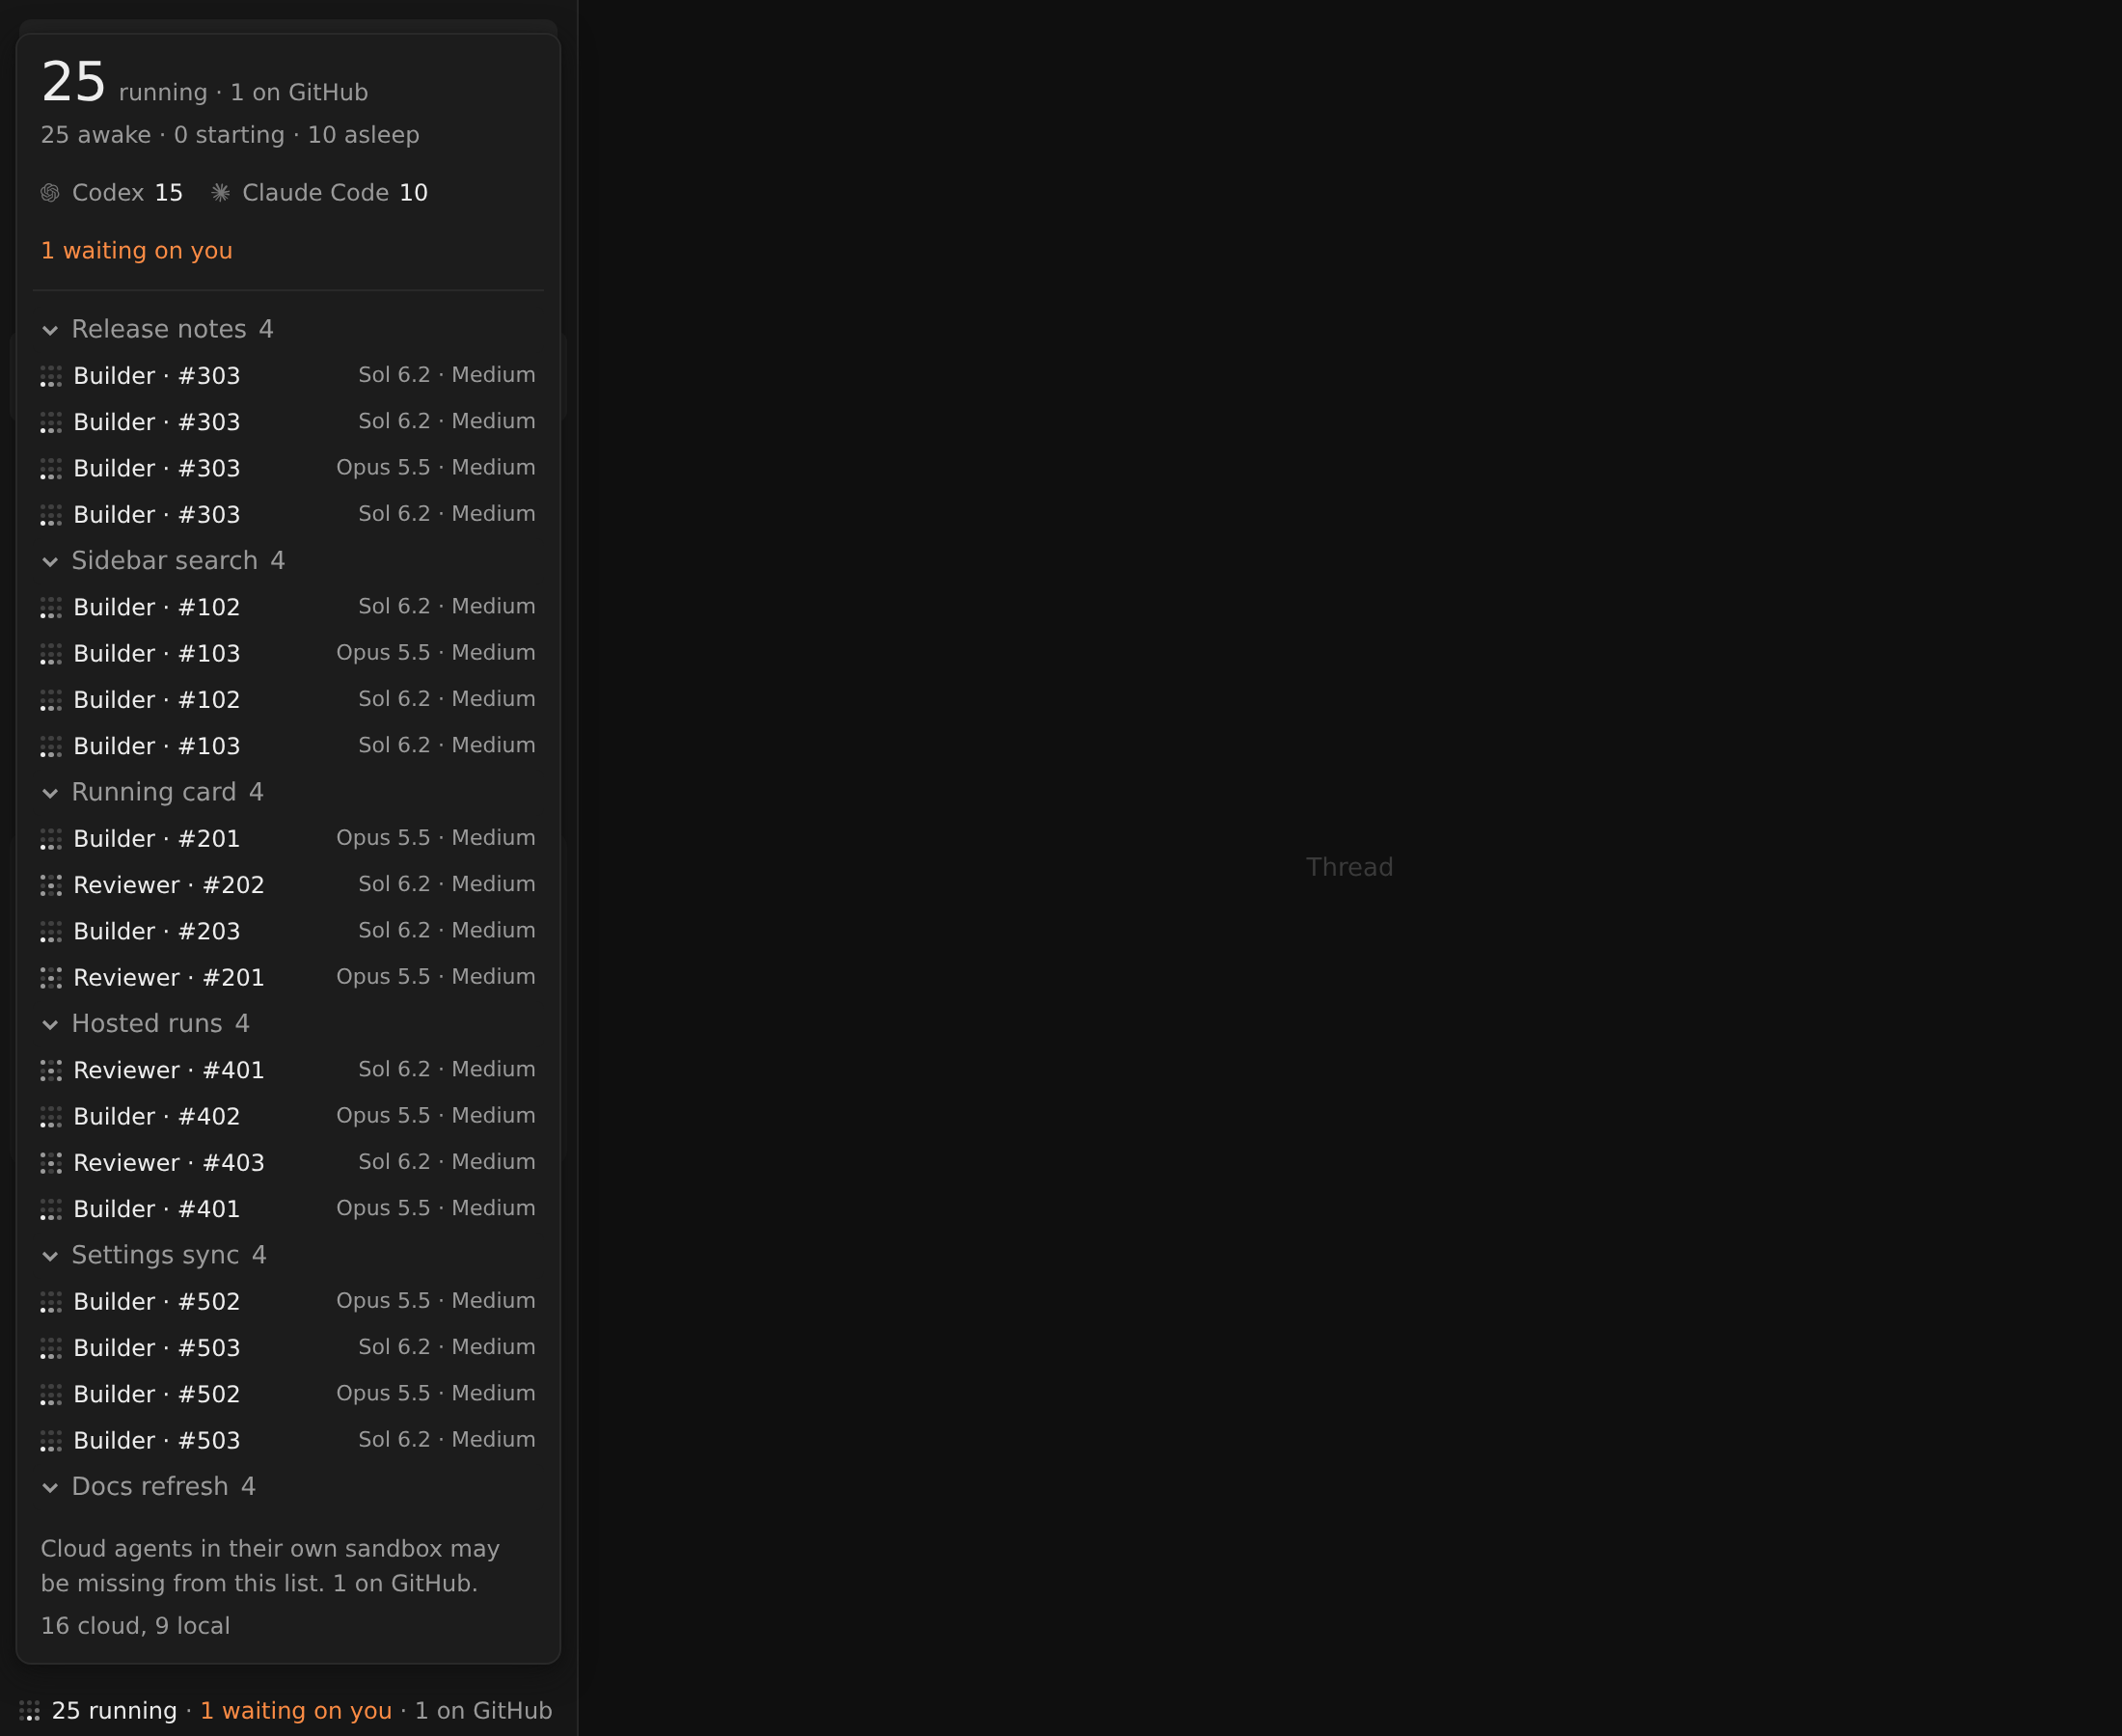 25 running · 1 on GitHub
25 awake · 0 starting · 10 asleep
Codex 15 Claude Code 10
1 waiting on you
Release notes 4
Builder · #303 Sol 6.2 · Medium
Builder · #303 Sol 6.2 · Medium
Builder · #303 Opus 5.5 · Medium
Builder · #303 Sol 6.2 · Medium
Sidebar search 4
Builder · #102 Sol 6.2 · Medium
Builder · #103 Opus 5.5 · Medium
Builder · #102 Sol 6.2 · Medium
Builder · #103 Sol 6.2 · Medium
Running card 4
Builder · #201 Opus 5.5 · Medium
Reviewer · #202 Sol 6.2 · Medium
Builder · #203 Sol 6.2 · Medium
Reviewer · #201 Opus 5.5 · Medium
Hosted runs 4
Reviewer · #401 Sol 6.2 · Medium
Builder · #402 Opus 5.5 · Medium
Reviewer · #403 Sol 6.2 · Medium
Builder · #401 Opus 5.5 · Medium
Settings sync 4
Builder · #502 Opus 5.5 · Medium
Builder · #503 Sol 6.2 · Medium
Builder · #502 Opus 5.5 · Medium
Builder · #503 Sol 6.2 · Medium
Docs refresh 4
Cloud agents in their own sandbox may
be missing from this list. 1 on GitHub.
16 cloud, 9 local
25 running · 1 waiting on you · 1 on GitHub
Thread